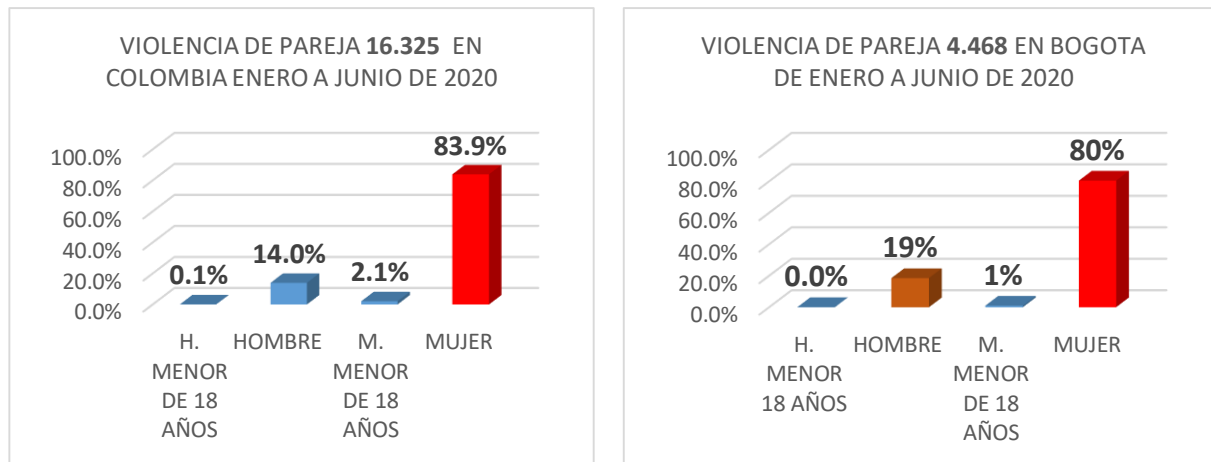 VIOLENCIA DE PAREJA 16.325 EN
COLOMBIA ENERO A JUNIO DE 2020
100.0%
80.0%
60.0%
40.0%
20.0%
0.0%
0.1%
14.0%
2.1%
83.9%
H.
MENOR
DE 18
AÑOS
HOMBRE
M.
MENOR
DE 18
AÑOS
MUJER
VIOLENCIA DE PAREJA 4.468 EN BOGOTA
DE ENERO A JUNIO DE 2020
100.0%
80.0%
60.0%
40.0%
20.0%
0.0%
0.0%
19%
1%
80%
H.
MENOR
18 AÑOS
HOMBRE
M.
MENOR
DE 18
AÑOS
MUJER